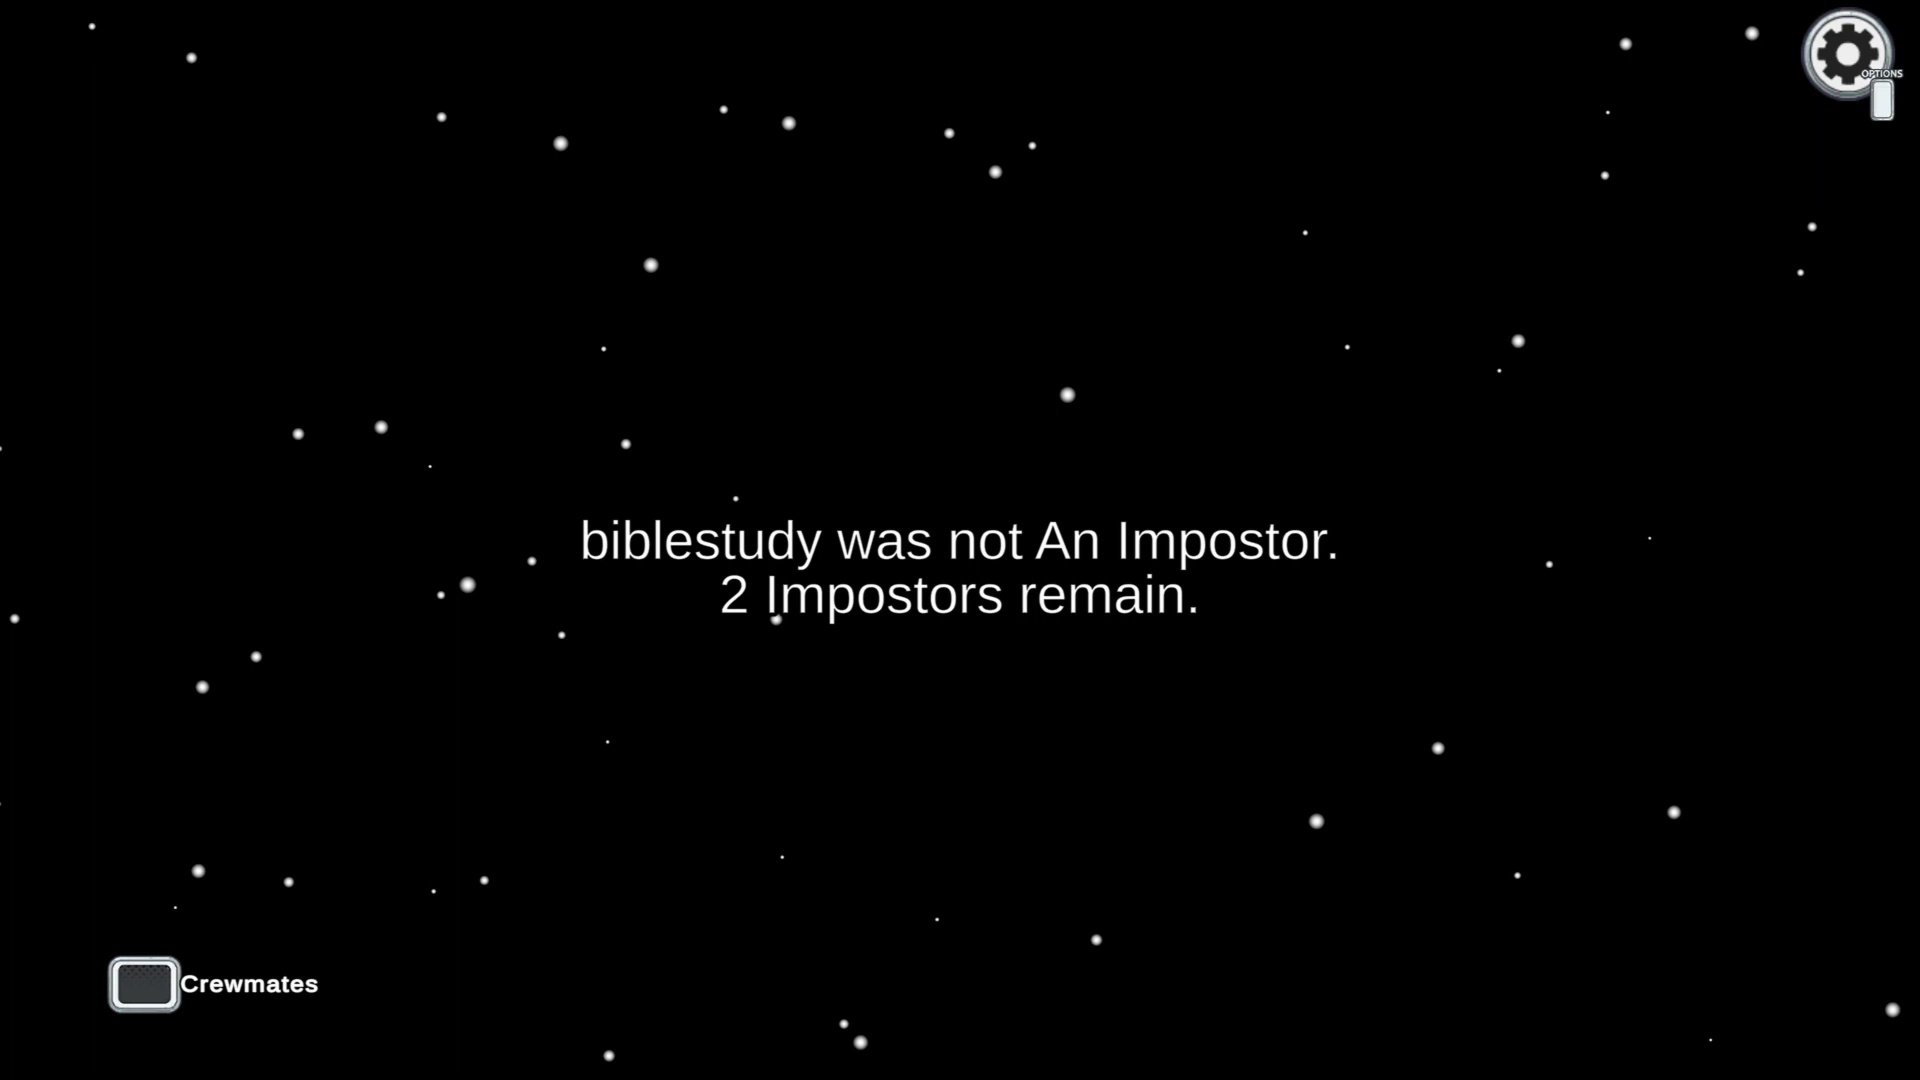 OPTIONS
biblestudy was not An Impostor.
2 Impostors remain.
Crewmates